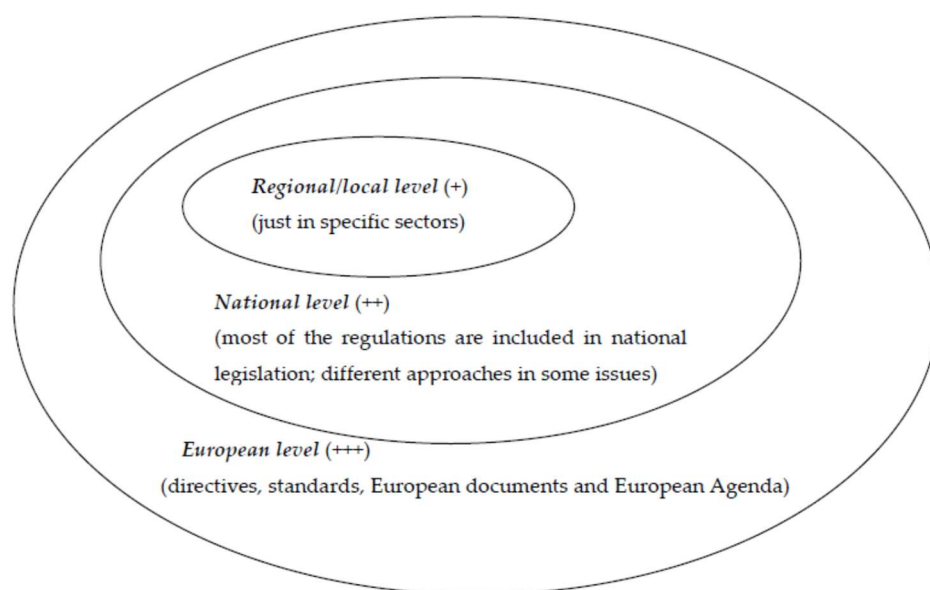 Regional/local level (+)
(just in specific sectors)
National level (++)
(most of the regulations are included in national
legislation; different approaches in some issues)
European level (+++)
(directives, standards, European documents and European Agenda)